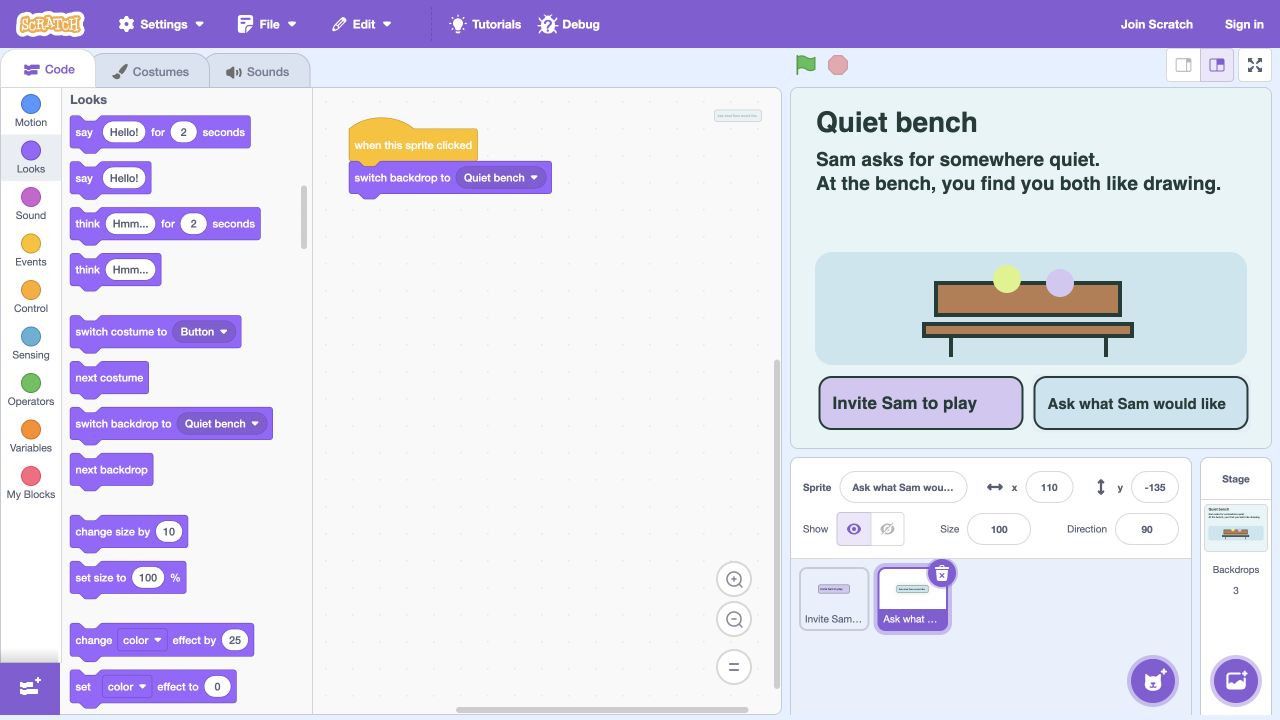 SCRATCH
Settings
File
Edit
Tutorials
Debug
Join Scratch
Sign in
Code
Costumes
Sounds
Motion
Looks
Sound
Events
Control
Sensing
Operators
Variables
My Blocks
Looks
say Hello! for 2 seconds
say Hello!
think Hmm... for 2 seconds
think Hmm...
switch costume to Button
next costume
switch backdrop to Quiet bench
next backdrop
change size by 10
set size to 100 %
change color effect by 25
set color effect to 0
when this sprite clicked
switch backdrop to Quiet bench
Quiet bench
Sam asks for somewhere quiet.
At the bench, you find you both like drawing.
Invite Sam to play
Ask what Sam would like
Sprite Ask what Sam wou... x 110 y -135
Show Size 100 Direction 90
Invite Sam...
Ask what ...
Stage
Quiet bench
Backdrops
3